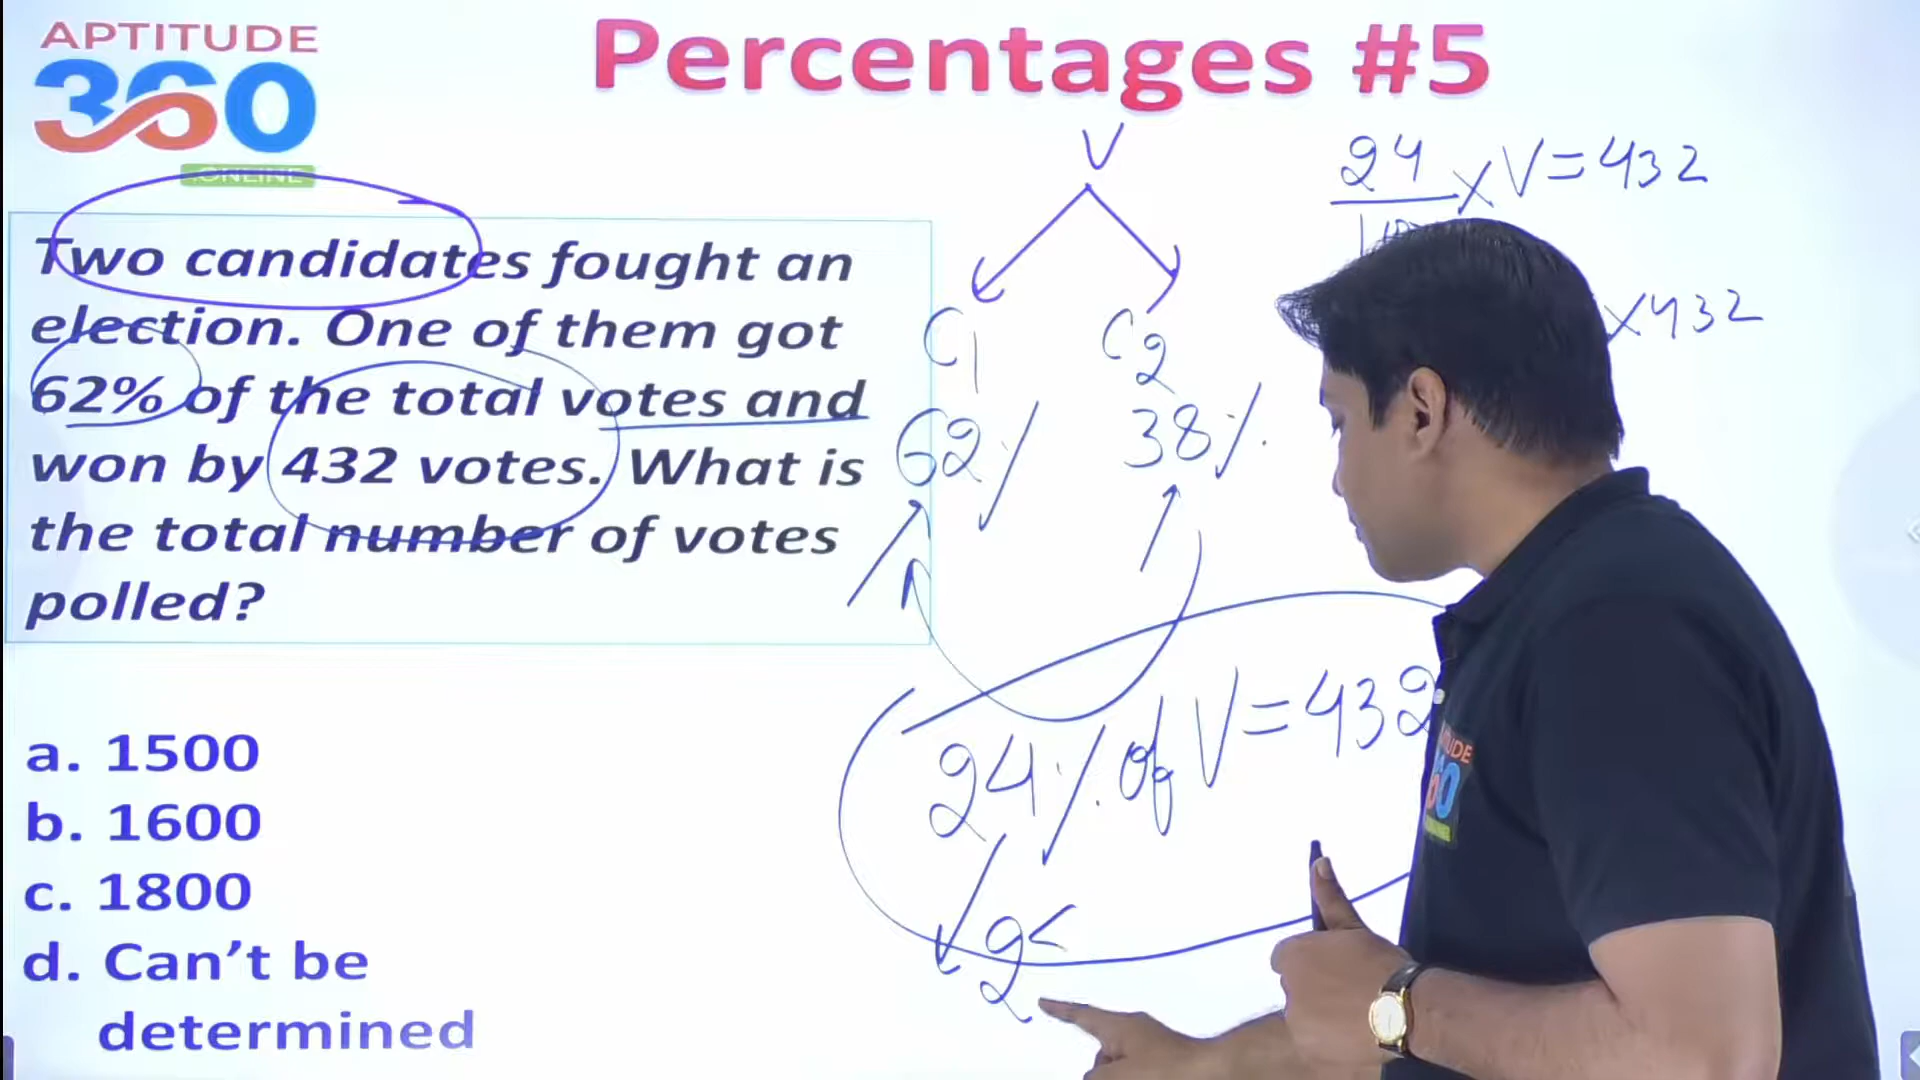 APTITUDE
360
ONLINE
Percentages #5
Two candidates fought an
election. One of them got
62% of the total votes and
won by 432 votes. What is
the total number of votes
polled?
a. 1500
b. 1600
c. 1800
d. Can't be
determined
V
C1 C2
62% 38%
24% of V = 432
24
× V = 432
× 432